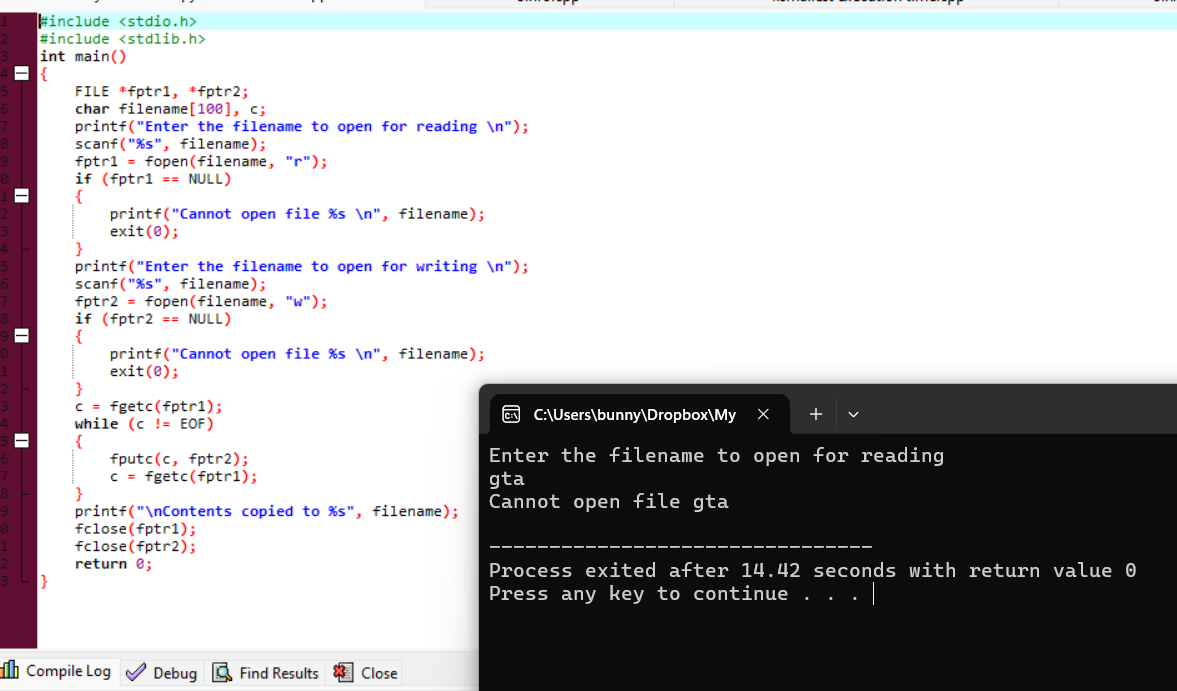 #include <stdio.h>
#include <stdlib.h>
int main()
{
FILE *fptr1, *fptr2;
char filename[100], c;
printf("Enter the filename to open for reading \n");
scanf("%s", filename);
fptr1 = fopen(filename, "r");
if (fptr1 == NULL)
{
printf("Cannot open file %s \n", filename);
exit(0);
}
printf("Enter the filename to open for writing \n");
scanf("%s", filename);
fptr2 = fopen(filename, "w");
if (fptr2 == NULL)
{
printf("Cannot open file %s \n", filename);
exit(0);
}
c = fgetc(fptr1);
while (c != EOF)
{
fputc(c, fptr2);
c = fgetc(fptr1);
}
printf("\nContents copied to %s", filename);
fclose(fptr1);
fclose(fptr2);
return 0;
}
C:\Users\bunny\Dropbox\My
Enter the filename to open for reading
gta
Cannot open file gta
--------------------------------
Process exited after 14.42 seconds with return value 0
Press any key to continue . . .
Compile Log Debug Find Results Close